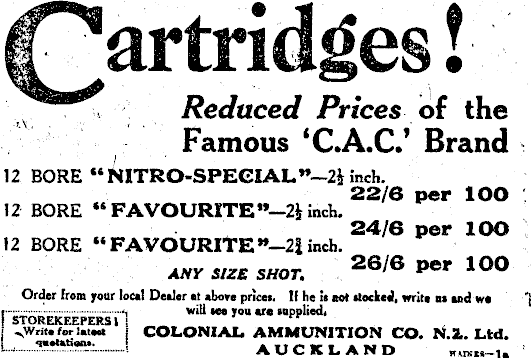 Cartridges!
Reduced Prices of the
Famous 'C.A.C.' Brand
12 BORE "NITRO-SPECIAL"—2½ inch.
22/6 per 100
12 BORE "FAVOURITE"—2½ inch.
24/6 per 100
12 BORE "FAVOURITE"—2¾ inch.
26/6 per 100
ANY SIZE SHOT.
Order from your local Dealer at above prices. If he is not stocked, write us and we
will see you are supplied.
STOREKEEPERS!
Write for latest
quotations.
COLONIAL AMMUNITION CO. N.Z. Ltd.
AUCKLAND
HAINES—1a